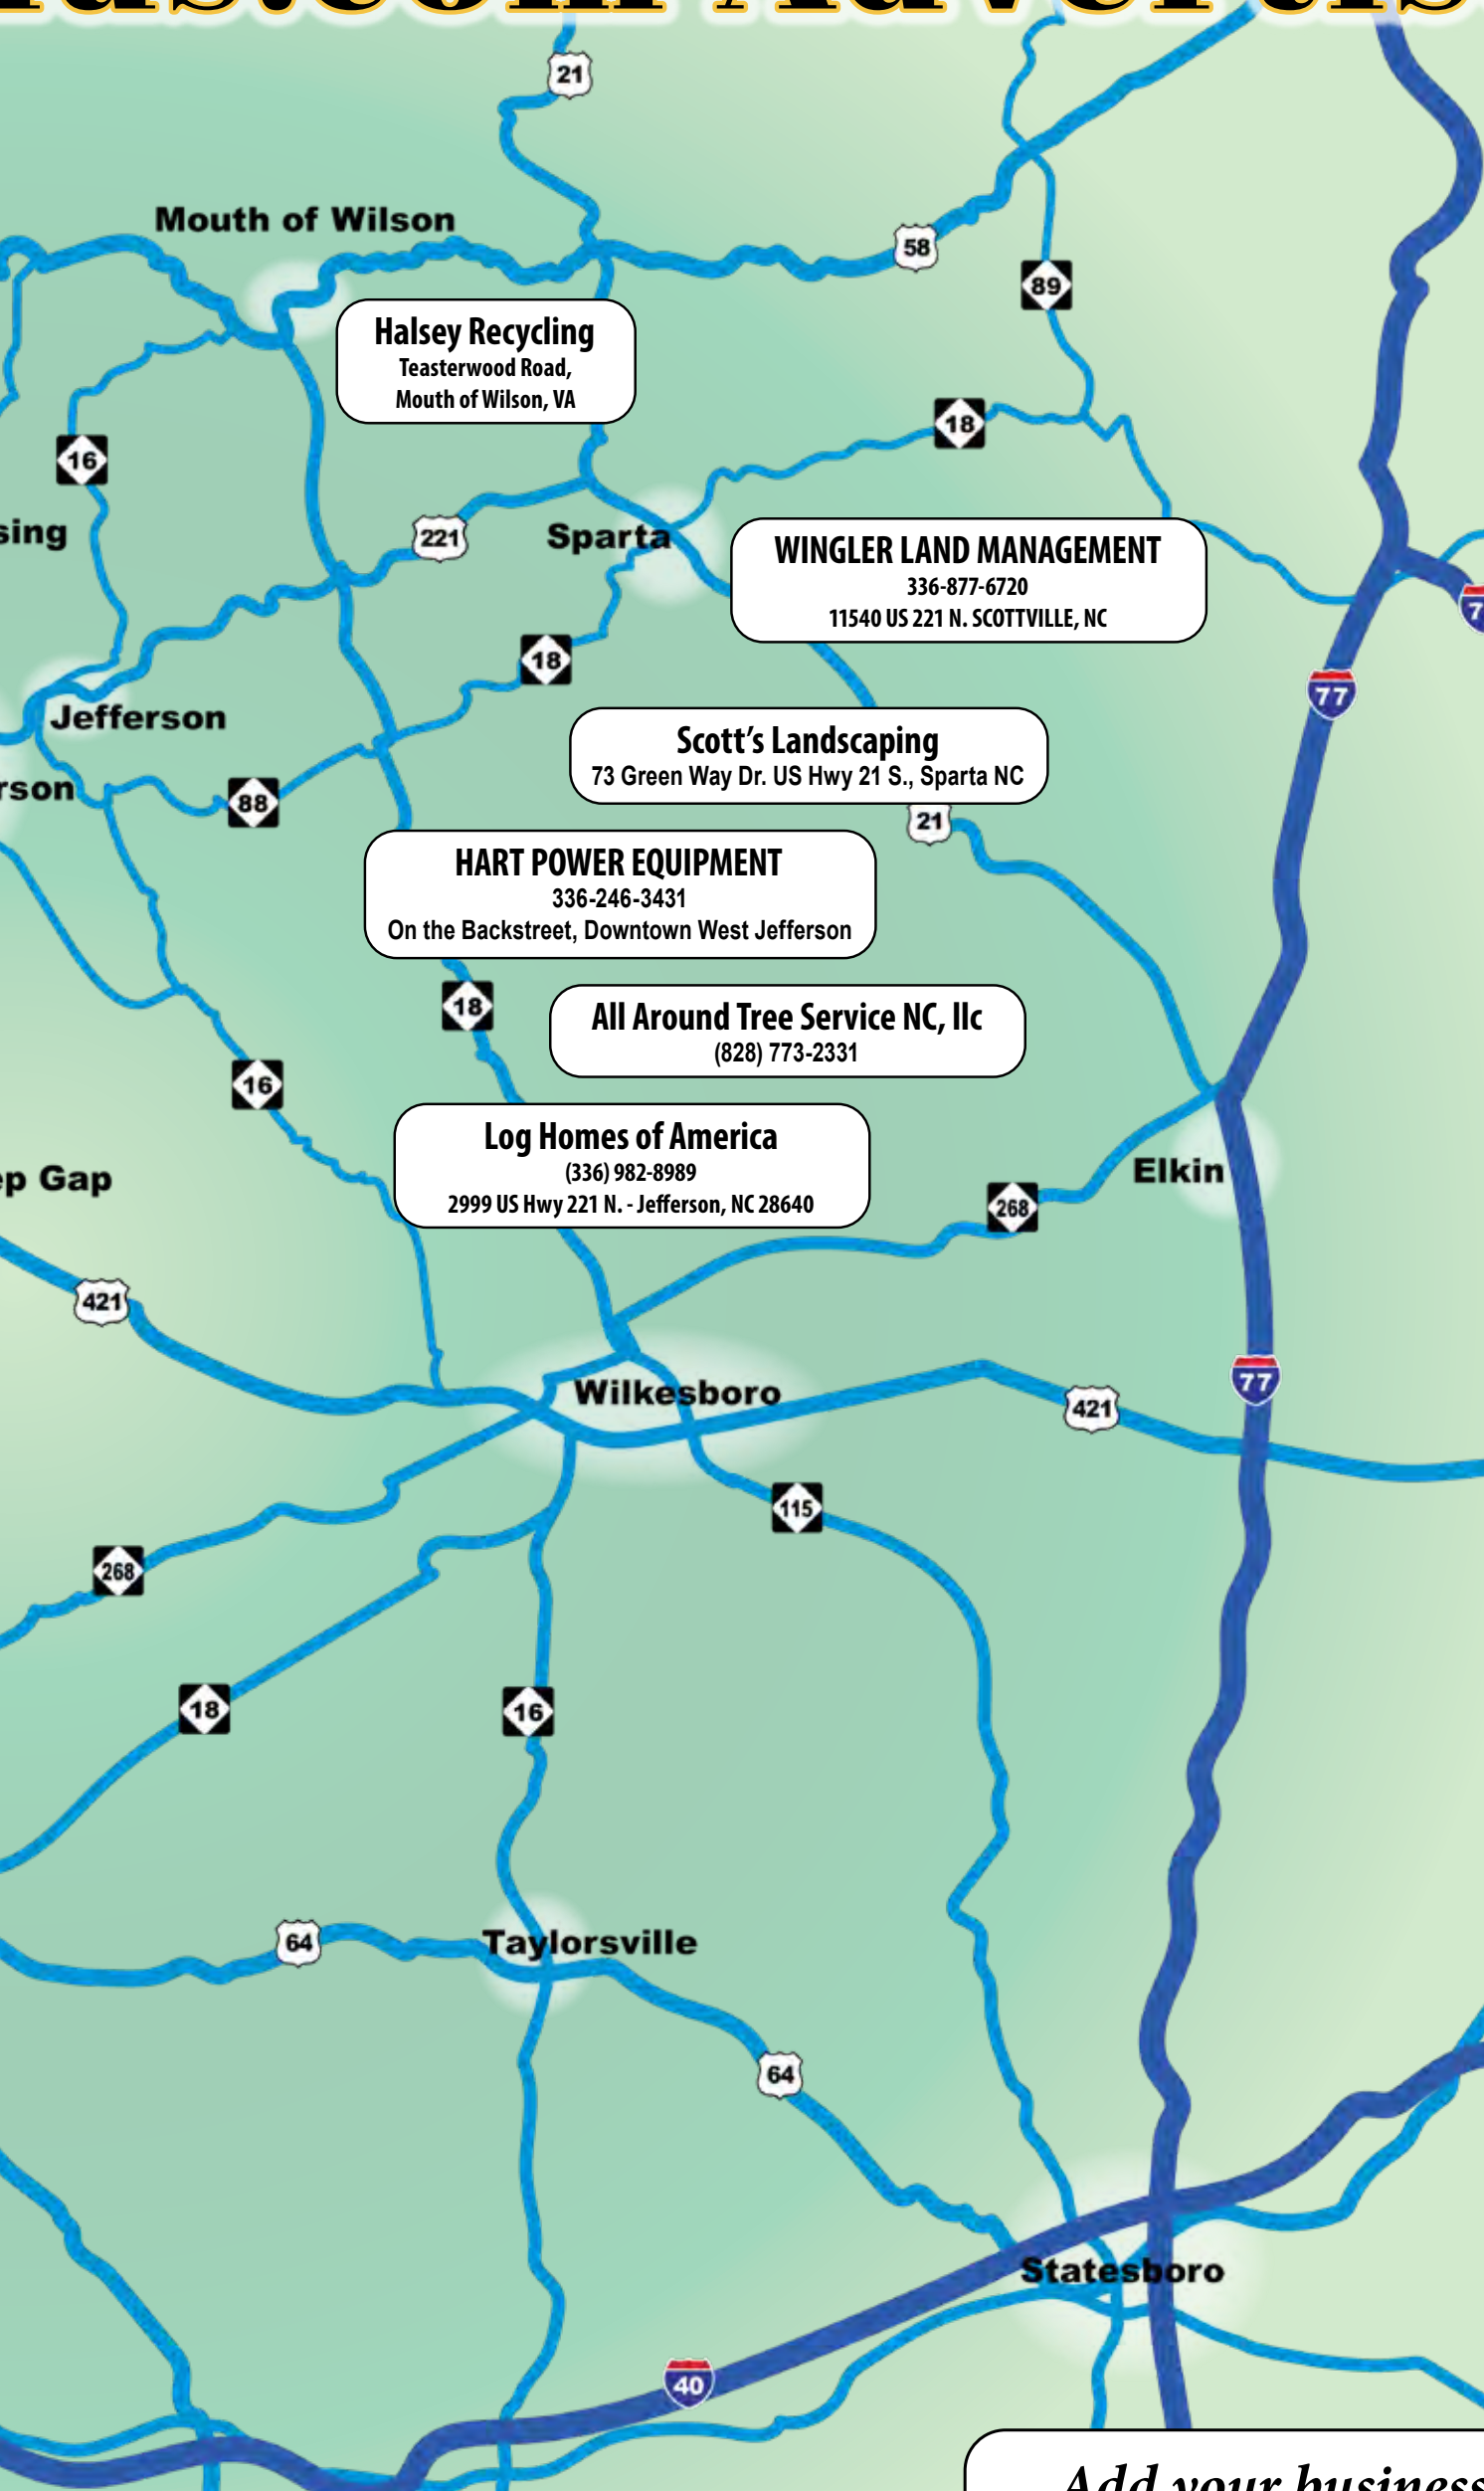 21
Mouth of Wilson
58
89
Halsey Recycling
Teasterwood Road,
Mouth of Wilson, VA
18
16
221
Sparta
WINGLER LAND MANAGEMENT
336-877-6720
11540 US 221 N. SCOTTVILLE, NC
sing
18
77
Jefferson
Scott's Landscaping
73 Green Way Dr. US Hwy 21 S., Sparta NC
rson
88
21
HART POWER EQUIPMENT
336-246-3431
On the Backstreet, Downtown West Jefferson
18
All Around Tree Service NC, llc
(828) 773-2331
16
Log Homes of America
(336) 982-8989
2999 US Hwy 221 N. - Jefferson, NC 28640
ep Gap
Elkin
268
421
77
Wilkesboro
421
115
268
18
16
64
Taylorsville
64
Statesboro
40
Add your business